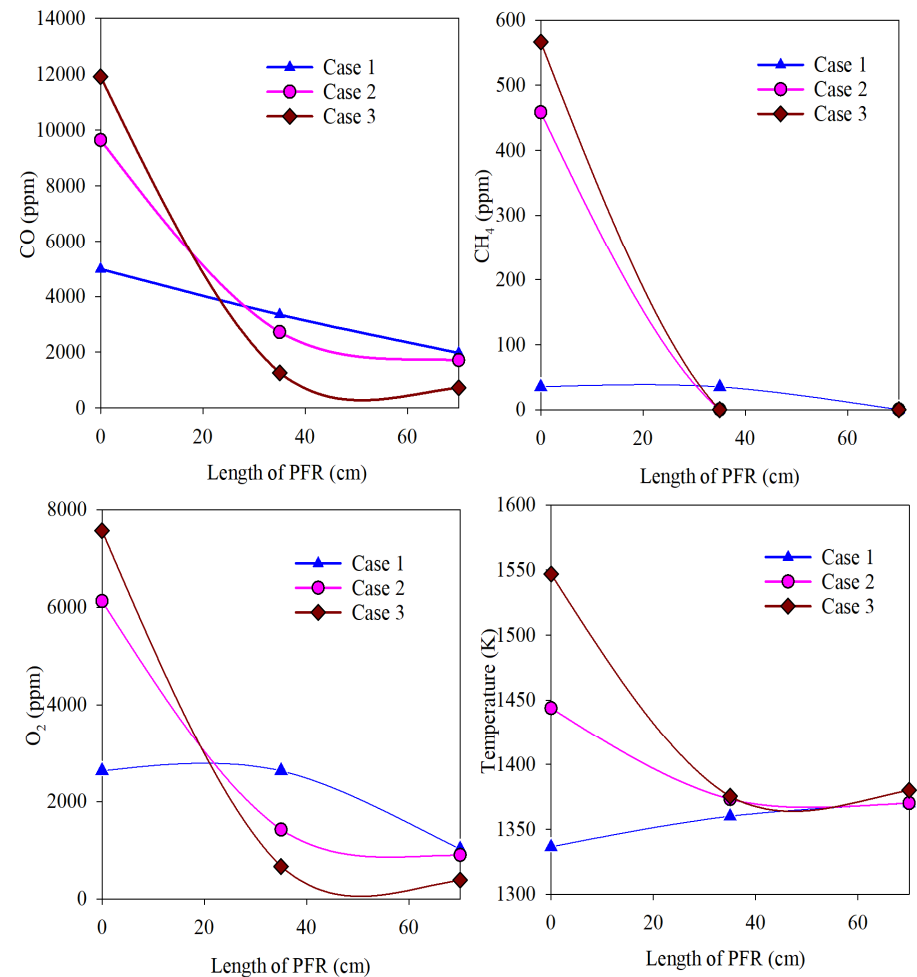 14000
12000
10000
8000
6000
4000
2000
0
CO (ppm)
Case 1
Case 2
Case 3
0 20 40 60
Length of PFR (cm)
600
500
400
300
200
100
0
CH₄ (ppm)
Case 1
Case 2
Case 3
0 20 40 60
Length of PFR (cm)
8000
6000
4000
2000
0
O₂ (ppm)
Case 1
Case 2
Case 3
0 20 40 60
Length of PFR (cm)
1600
1550
1500
1450
1400
1350
1300
Temperature (K)
Case 1
Case 2
Case 3
0 20 40 60
Length of PFR (cm)